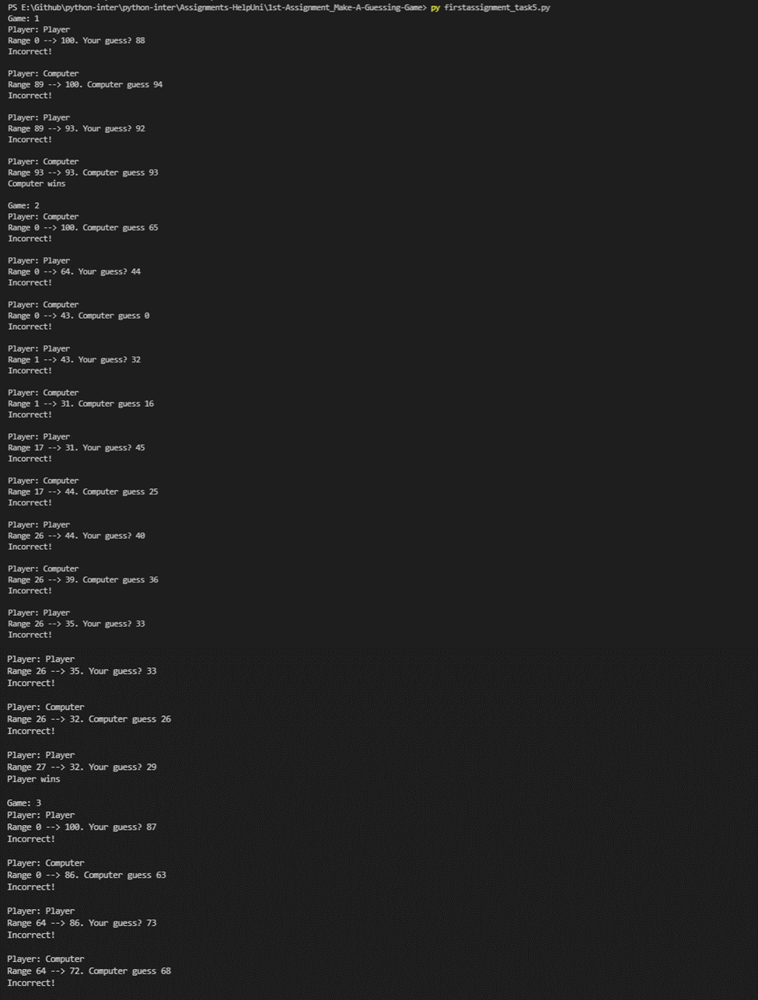 PS E:\Github\python-inter\python-inter\Assignments-HelpUni\1st-Assignment_Make-A-Guessing-Game> py firstassignment_task5.py
Game: 1
Player: Player
Range 0 --> 100. Your guess? 88
Incorrect!

Player: Computer
Range 89 --> 100. Computer guess 94
Incorrect!

Player: Player
Range 89 --> 93. Your guess? 92
Incorrect!

Player: Computer
Range 93 --> 93. Computer guess 93
Computer wins

Game: 2
Player: Computer
Range 0 --> 100. Computer guess 65
Incorrect!

Player: Player
Range 0 --> 64. Your guess? 44
Incorrect!

Player: Computer
Range 0 --> 43. Computer guess 0
Incorrect!

Player: Player
Range 1 --> 43. Your guess? 32
Incorrect!

Player: Computer
Range 1 --> 31. Computer guess 16
Incorrect!

Player: Player
Range 17 --> 31. Your guess? 45
Incorrect!

Player: Computer
Range 17 --> 44. Computer guess 25
Incorrect!

Player: Player
Range 26 --> 44. Your guess? 40
Incorrect!

Player: Computer
Range 26 --> 39. Computer guess 36
Incorrect!

Player: Player
Range 26 --> 35. Your guess? 33
Incorrect!

Player: Player
Range 26 --> 35. Your guess? 33
Incorrect!

Player: Computer
Range 26 --> 32. Computer guess 26
Incorrect!

Player: Player
Range 27 --> 32. Your guess? 29
Player wins

Game: 3
Player: Player
Range 0 --> 100. Your guess? 87
Incorrect!

Player: Computer
Range 0 --> 86. Computer guess 63
Incorrect!

Player: Player
Range 64 --> 86. Your guess? 73
Incorrect!

Player: Computer
Range 64 --> 72. Computer guess 68
Incorrect!